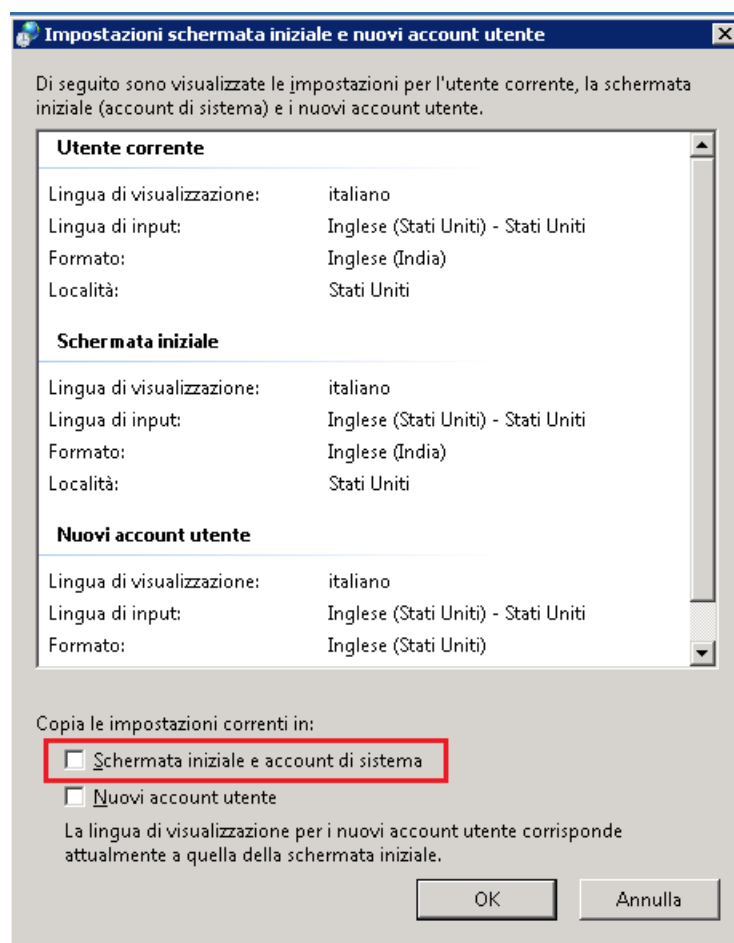 Impostazioni schermata iniziale e nuovi account utente
Di seguito sono visualizzate le impostazioni per l'utente corrente, la schermata
iniziale (account di sistema) e i nuovi account utente.
Utente corrente
Lingua di visualizzazione: italiano
Lingua di input: Inglese (Stati Uniti) - Stati Uniti
Formato: Inglese (India)
Località: Stati Uniti
Schermata iniziale
Lingua di visualizzazione: italiano
Lingua di input: Inglese (Stati Uniti) - Stati Uniti
Formato: Inglese (India)
Località: Stati Uniti
Nuovi account utente
Lingua di visualizzazione: italiano
Lingua di input: Inglese (Stati Uniti) - Stati Uniti
Formato: Inglese (Stati Uniti)
Copia le impostazioni correnti in:
Schermata iniziale e account di sistema
Nuovi account utente
La lingua di visualizzazione per i nuovi account utente corrisponde
attualmente a quella della schermata iniziale.
OK Annulla